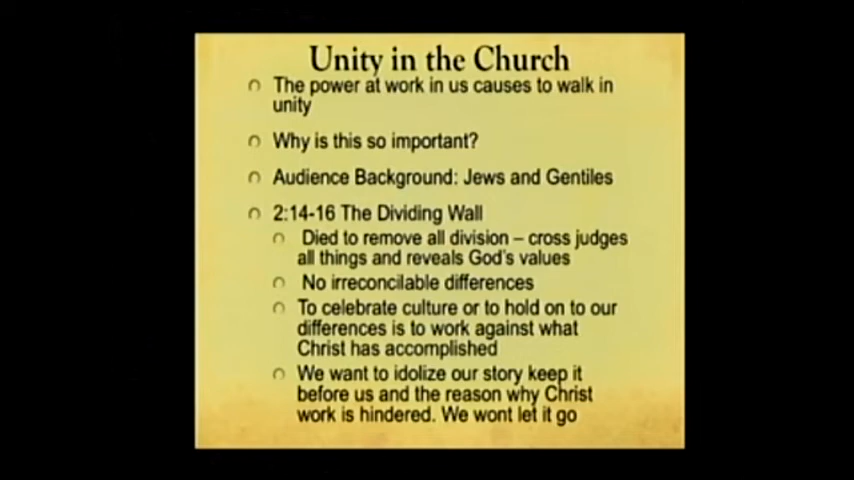 Unity in the Church
The power at work in us causes to walk in
unity
Why is this so important?
Audience Background: Jews and Gentiles
2:14-16 The Dividing Wall
Died to remove all division – cross judges
all things and reveals God's values
No irreconcilable differences
To celebrate culture or to hold on to our
differences is to work against what
Christ has accomplished
We want to idolize our story keep it
before us and the reason why Christ
work is hindered. We wont let it go